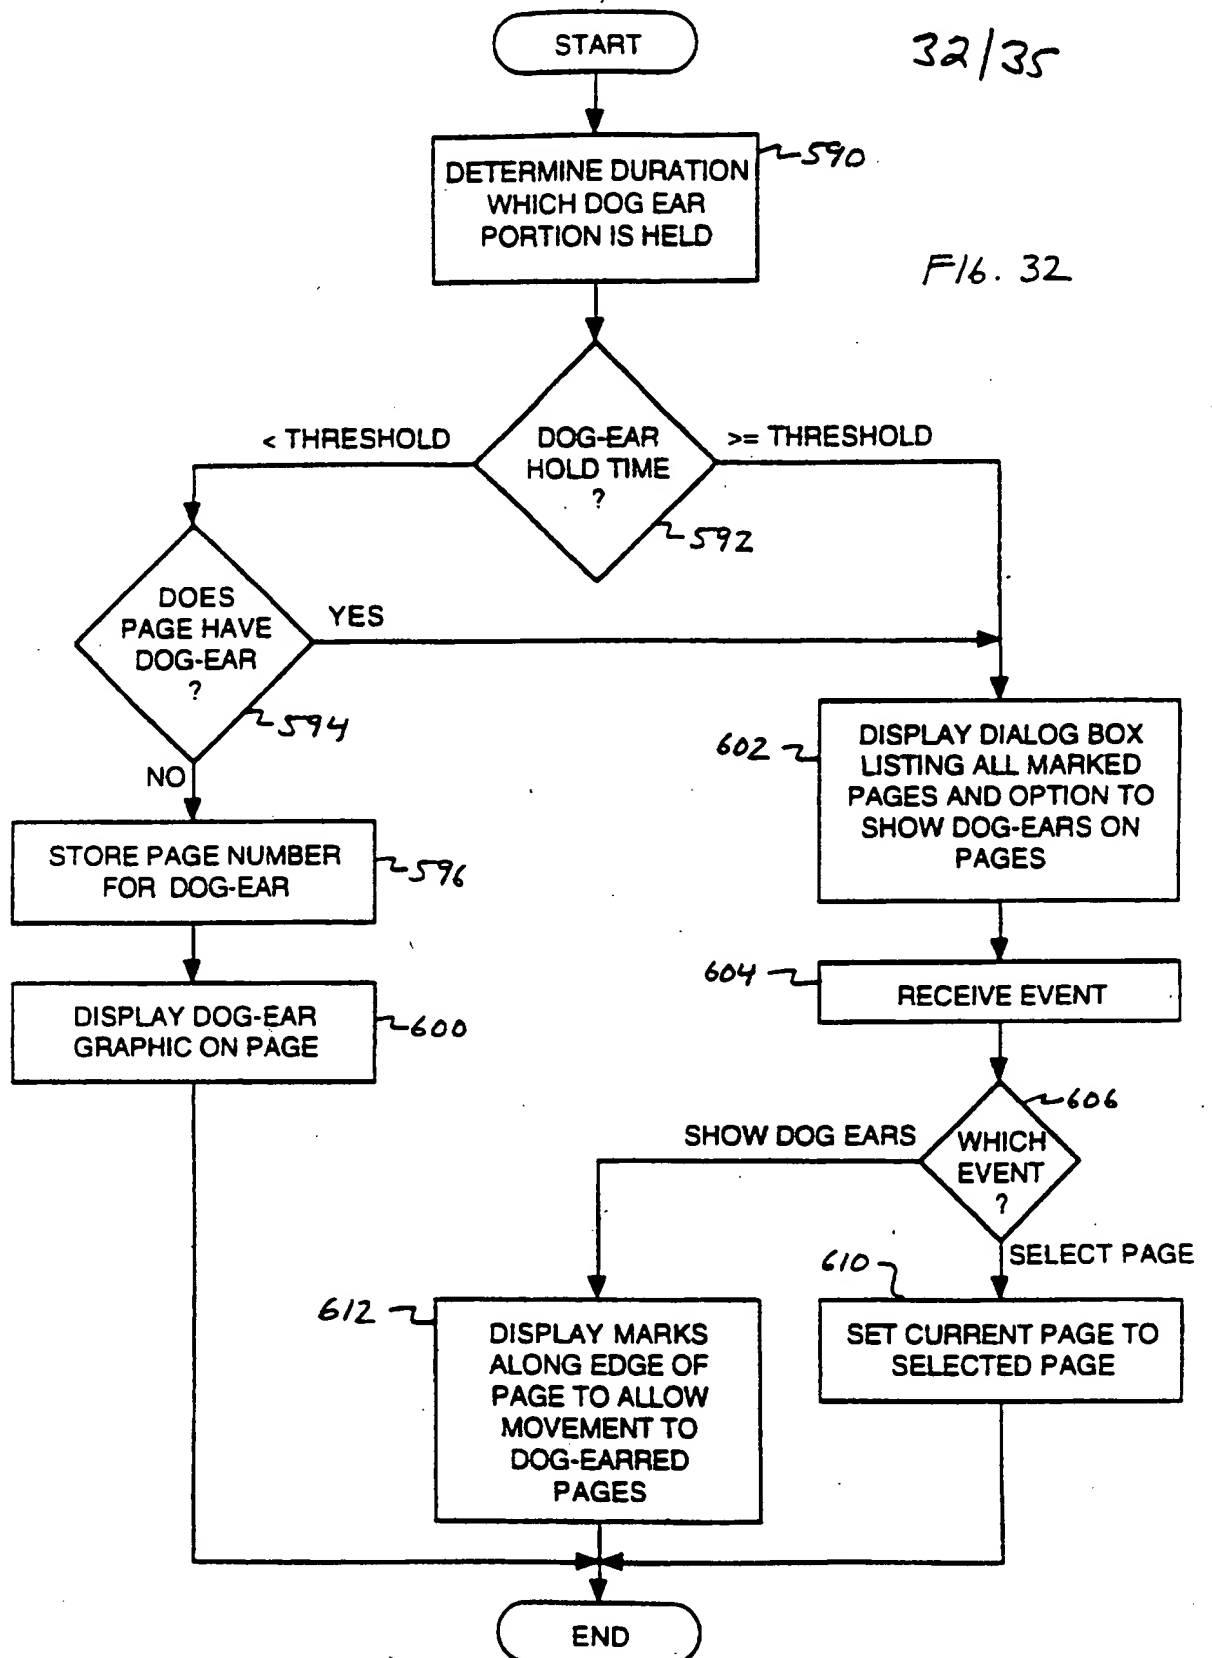 START
32/35
DETERMINE DURATION
WHICH DOG EAR
PORTION IS HELD
590
FIG. 32
< THRESHOLD
DOG-EAR
HOLD TIME
?
>= THRESHOLD
592
DOES
PAGE HAVE
DOG-EAR
?
YES
594
NO
STORE PAGE NUMBER
FOR DOG-EAR
596
DISPLAY DOG-EAR
GRAPHIC ON PAGE
600
602
DISPLAY DIALOG BOX
LISTING ALL MARKED
PAGES AND OPTION TO
SHOW DOG-EARS ON
PAGES
604
RECEIVE EVENT
606
SHOW DOG EARS
WHICH
EVENT
?
SELECT PAGE
610
SET CURRENT PAGE TO
SELECTED PAGE
612
DISPLAY MARKS
ALONG EDGE OF
PAGE TO ALLOW
MOVEMENT TO
DOG-EARRED
PAGES
END